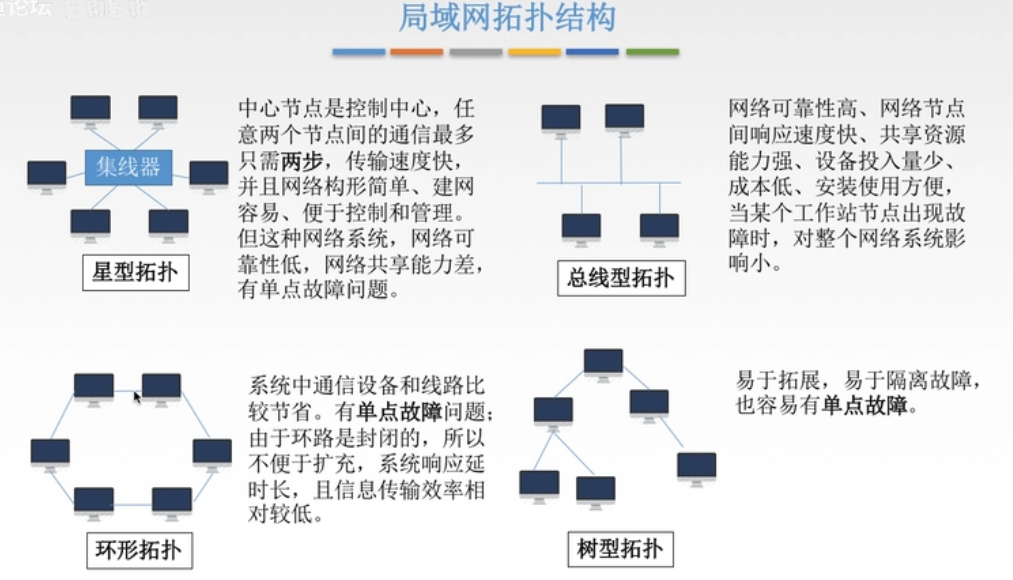 局域网拓扑结构
集线器
星型拓扑
中心节点是控制中心，任
意两个节点间的通信最多
只需两步，传输速度快，
并且网络构形简单、建网
容易、便于控制和管理。
但这种网络系统，网络可
靠性低，网络共享能力差，
有单点故障问题。
总线型拓扑
网络可靠性高、网络节点
间响应速度快、共享资源
能力强、设备投入量少、
成本低、安装使用方便，
当某个工作站节点出现故
障时，对整个网络系统影
响小。
环形拓扑
系统中通信设备和线路比
较节省。有单点故障问题；
由于环路是封闭的，所以
不便于扩充，系统响应延
时长，且信息传输效率相
对较低。
树型拓扑
易于拓展，易于隔离故障，
也容易有单点故障。